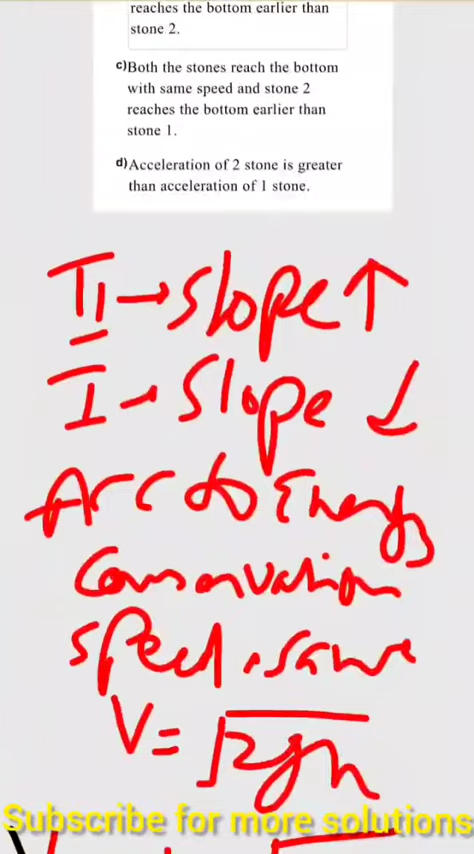 reaches the bottom earlier than
stone 2.
c)Both the stones reach the bottom
with same speed and stone 2
reaches the bottom earlier than
stone 1.
d)Acceleration of 2 stone is greater
than acceleration of 1 stone.
II→slope↑
I→Slope↓
Acc to Energy
Conservation
speed same
V=√2gh
Subscribe for more solutions